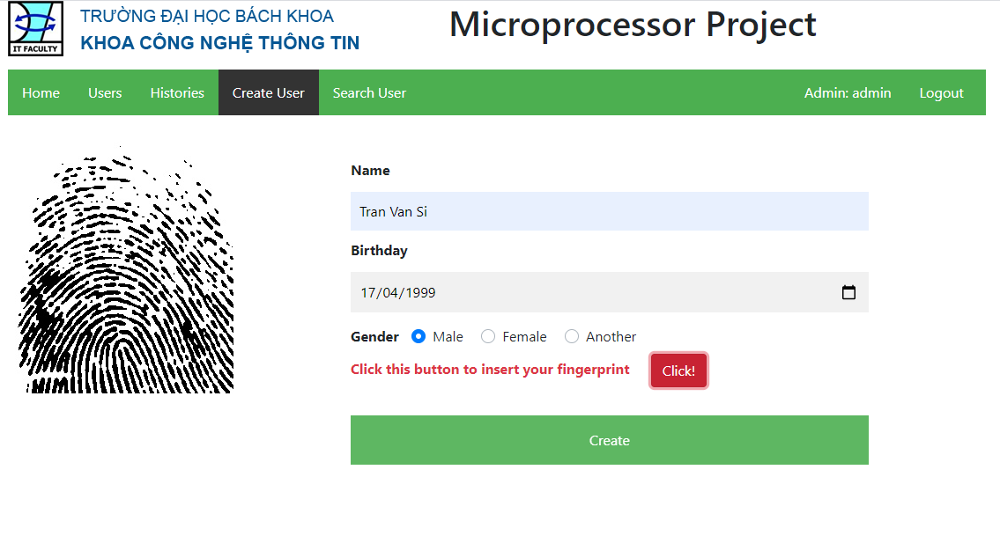 IT FACULTY
TRƯỜNG ĐẠI HỌC BÁCH KHOA
KHOA CÔNG NGHỆ THÔNG TIN
Microprocessor Project
Home Users Histories Create User Search User Admin: admin Logout
Name
Tran Van Si
Birthday
17/04/1999
Gender Male Female Another
Click this button to insert your fingerprint Click!
Create